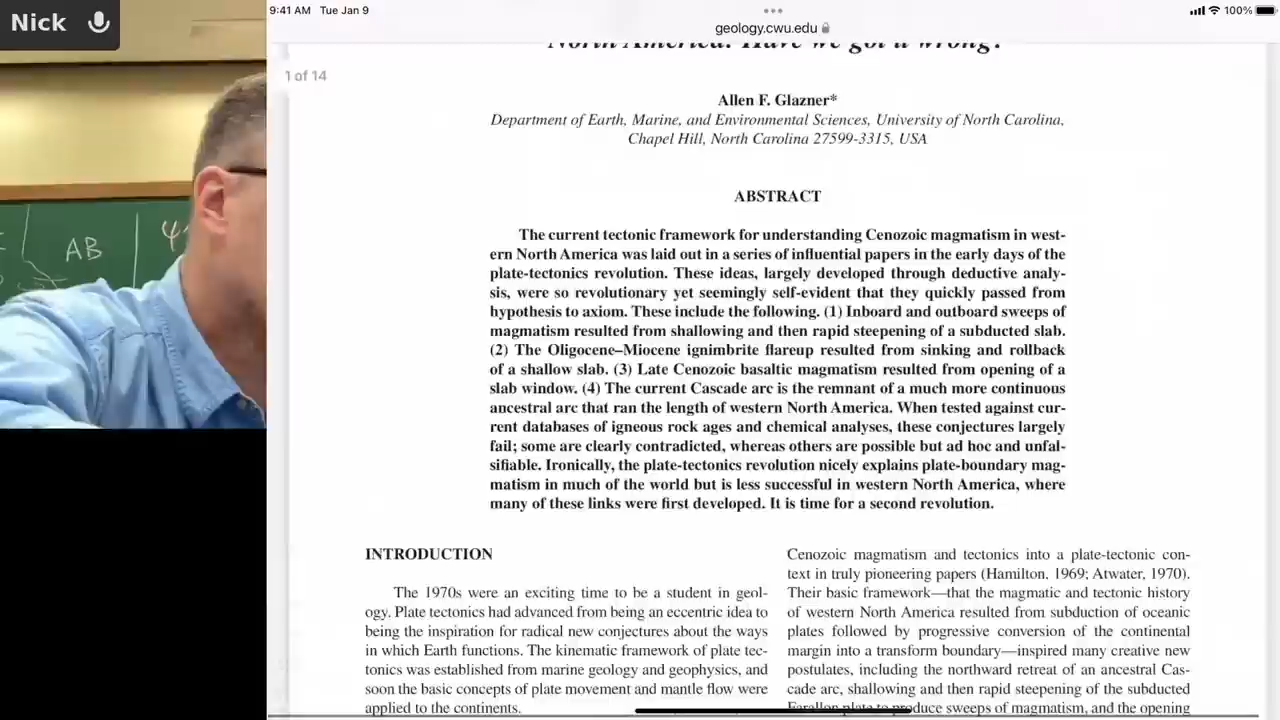 Nick
9:41 AM Tue Jan 9
100%
geology.cwu.edu
North America: Have we got it wrong?
1 of 14
Allen F. Glazner*
Department of Earth, Marine, and Environmental Sciences, University of North Carolina,
Chapel Hill, North Carolina 27599-3315, USA
ABSTRACT
The current tectonic framework for understanding Cenozoic magmatism in west-
ern North America was laid out in a series of influential papers in the early days of the
plate-tectonics revolution. These ideas, largely developed through deductive analy-
sis, were so revolutionary yet seemingly self-evident that they quickly passed from
hypothesis to axiom. These include the following. (1) Inboard and outboard sweeps of
magmatism resulted from shallowing and then rapid steepening of a subducted slab.
(2) The Oligocene–Miocene ignimbrite flareup resulted from sinking and rollback
of a shallow slab. (3) Late Cenozoic basaltic magmatism resulted from opening of a
slab window. (4) The current Cascade arc is the remnant of a much more continuous
ancestral arc that ran the length of western North America. When tested against cur-
rent databases of igneous rock ages and chemical analyses, these conjectures largely
fail; some are clearly contradicted, whereas others are possible but ad hoc and unfal-
sifiable. Ironically, the plate-tectonics revolution nicely explains plate-boundary mag-
matism in much of the world but is less successful in western North America, where
many of these links were first developed. It is time for a second revolution.
INTRODUCTION
The 1970s were an exciting time to be a student in geol-
ogy. Plate tectonics had advanced from being an eccentric idea to
being the inspiration for radical new conjectures about the ways
in which Earth functions. The kinematic framework of plate tec-
tonics was established from marine geology and geophysics, and
soon the basic concepts of plate movement and mantle flow were
applied to the continents.
Cenozoic magmatism and tectonics into a plate-tectonic con-
text in truly pioneering papers (Hamilton, 1969; Atwater, 1970).
Their basic framework—that the magmatic and tectonic history
of western North America resulted from subduction of oceanic
plates followed by progressive conversion of the continental
margin into a transform boundary—inspired many creative new
postulates, including the northward retreat of an ancestral Cas-
cade arc, shallowing and then rapid steepening of the subducted
Farallon plate to produce sweeps of magmatism, and the opening
AB